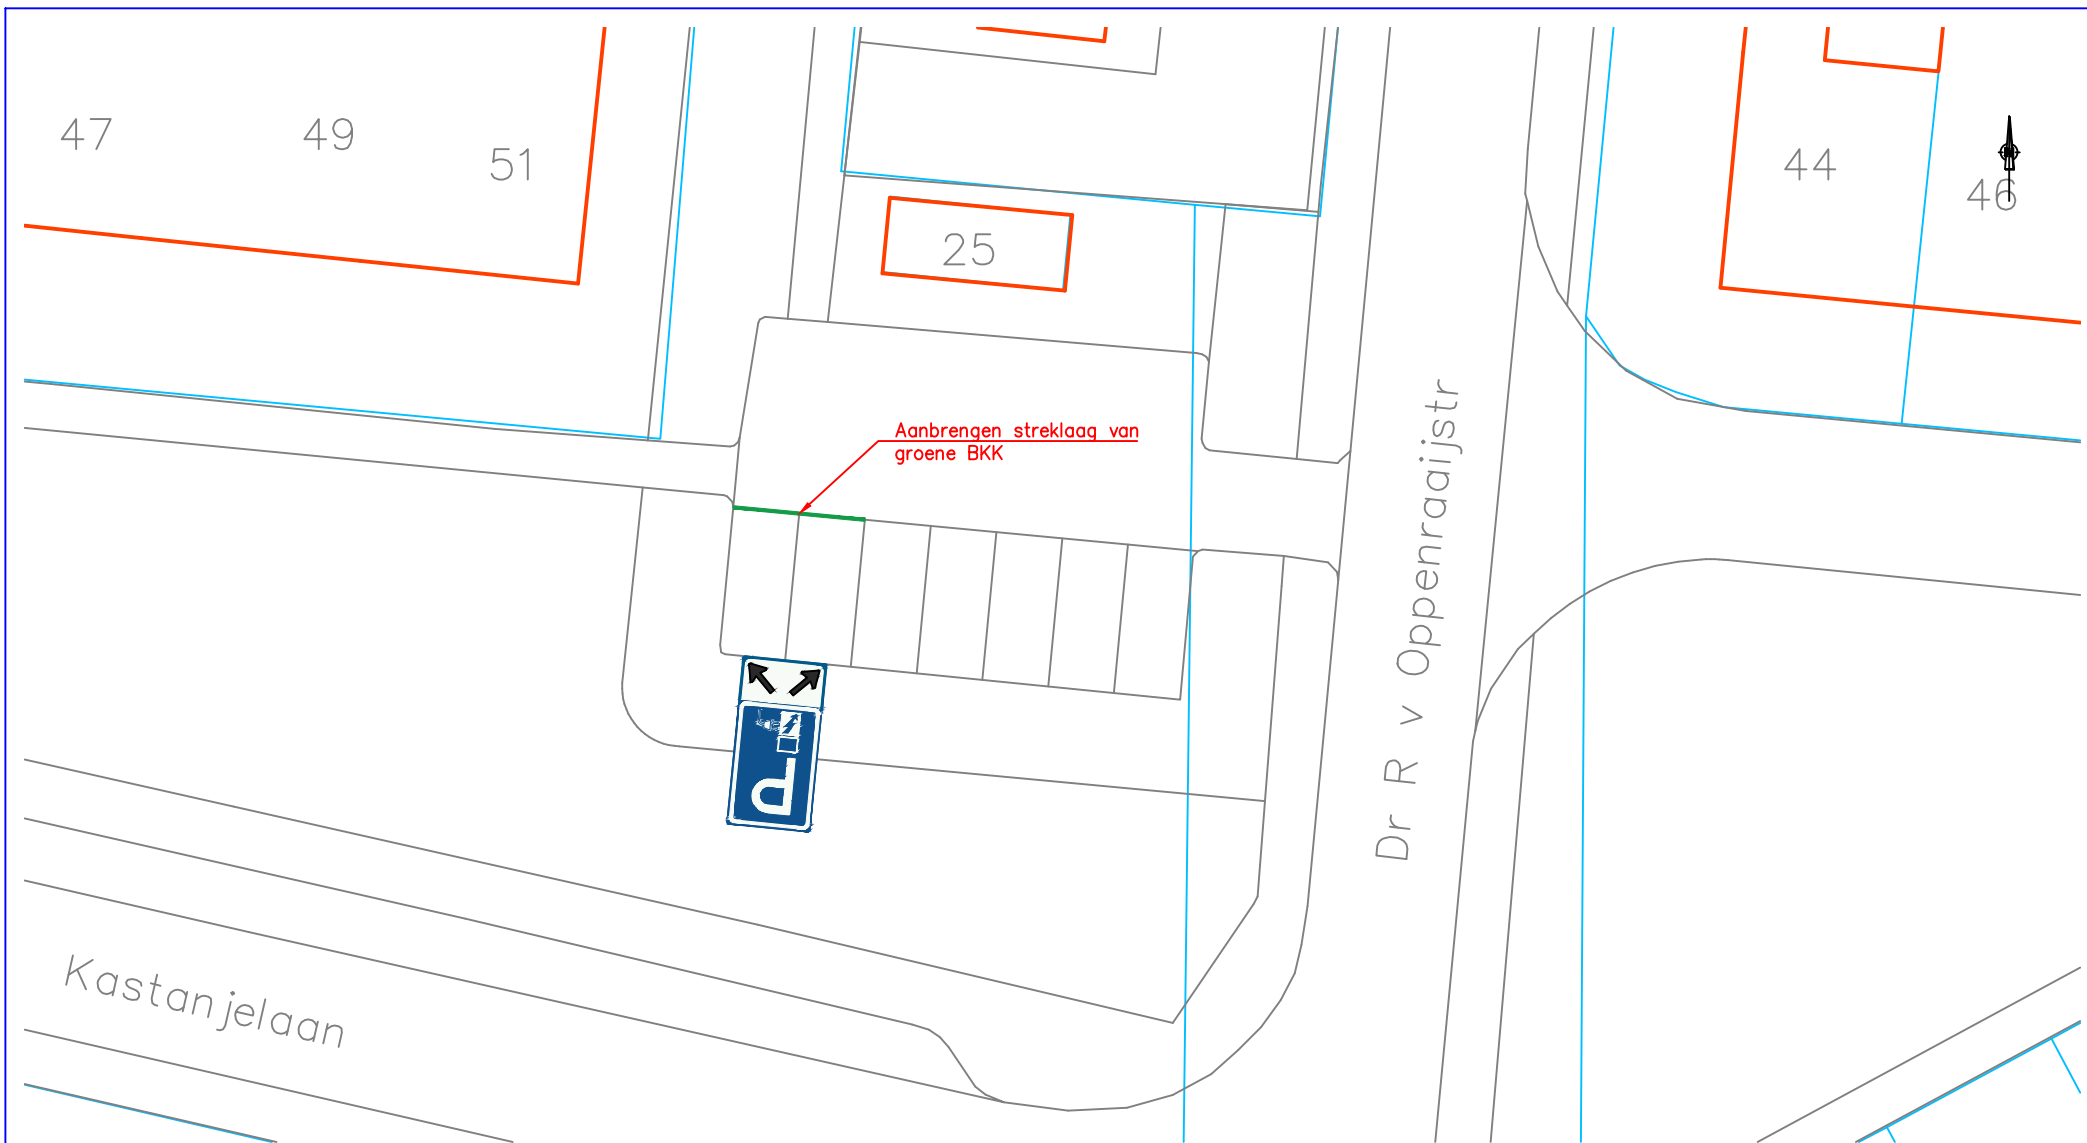 47
49
51
25
44
46
Aanbrengen streklaag van
groene BKK
Dr R v Oppenraaijstr
P
Kastanjelaan